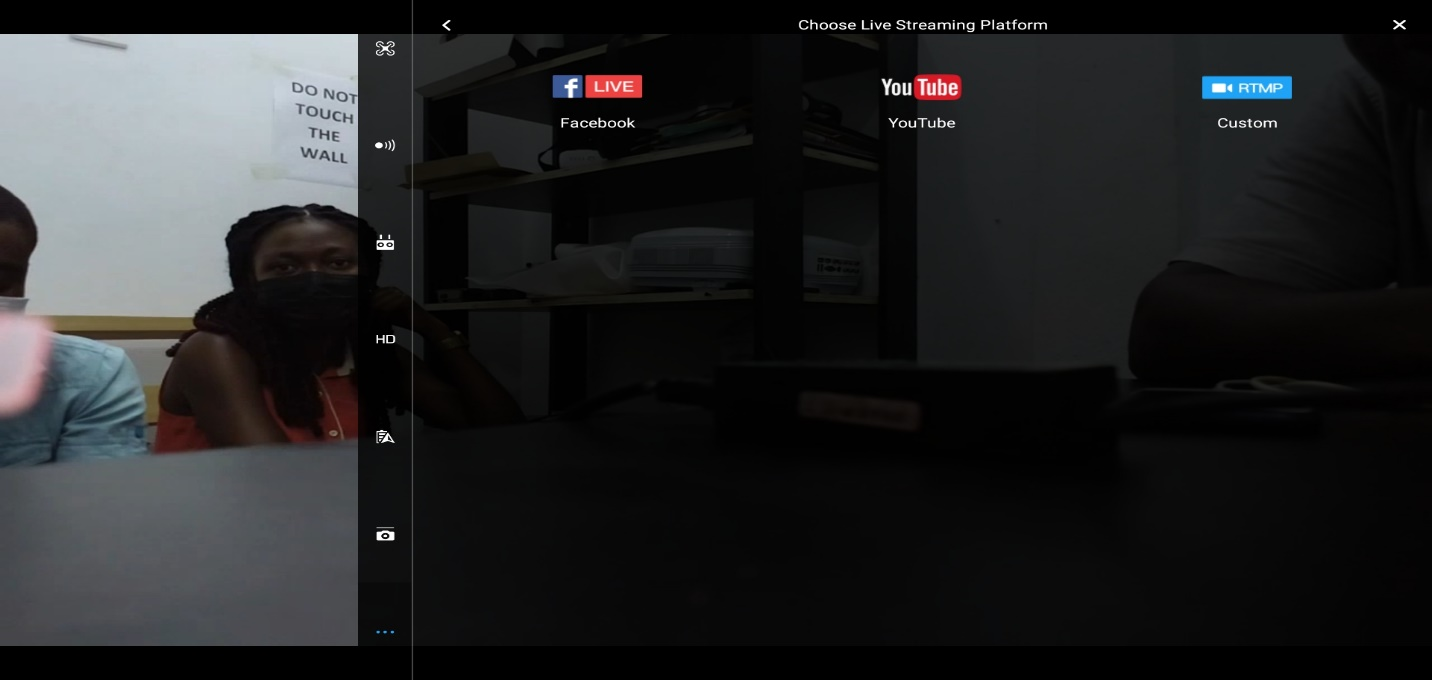 Choose Live Streaming Platform
f LIVE
YouTube
RTMP
Facebook
YouTube
Custom
DO NOT
TOUCH
THE
WALL
HD